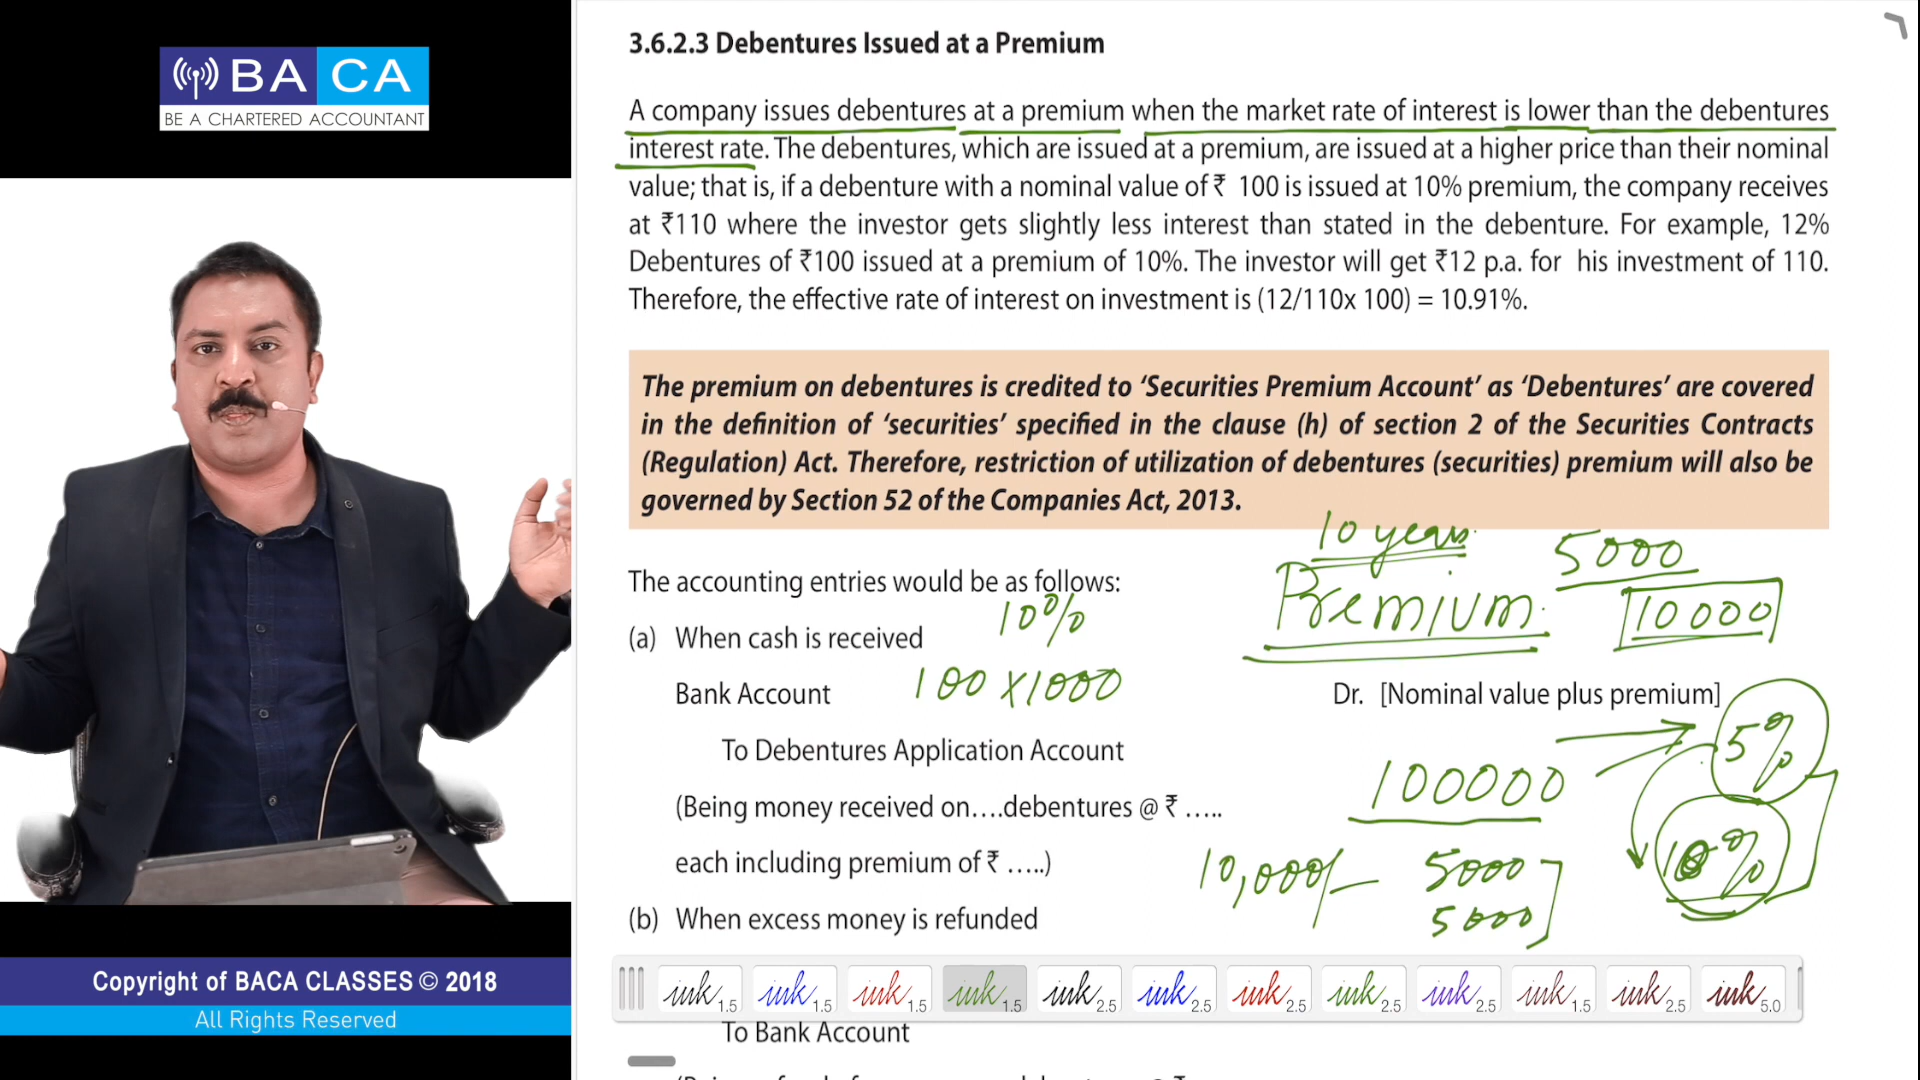 BA CA
BE A CHARTERED ACCOUNTANT
3.6.2.3 Debentures Issued at a Premium
A company issues debentures at a premium when the market rate of interest is lower than the debentures
interest rate. The debentures, which are issued at a premium, are issued at a higher price than their nominal
value; that is, if a debenture with a nominal value of ₹ 100 is issued at 10% premium, the company receives
at ₹110 where the investor gets slightly less interest than stated in the debenture. For example, 12%
Debentures of ₹100 issued at a premium of 10%. The investor will get ₹12 p.a. for his investment of 110.
Therefore, the effective rate of interest on investment is (12/110x 100) = 10.91%.
The premium on debentures is credited to ‘Securities Premium Account’ as ‘Debentures’ are covered
in the definition of ‘securities’ specified in the clause (h) of section 2 of the Securities Contracts
(Regulation) Act. Therefore, restriction of utilization of debentures (securities) premium will also be
governed by Section 52 of the Companies Act, 2013.
10 years
5000
The accounting entries would be as follows:
Premium.
10000
10%
(a) When cash is received
Bank Account
100 X 1000
Dr. [Nominal value plus premium]
5%
To Debentures Application Account
100000
(Being money received on….debentures @ ₹ …..
each including premium of ₹ …..)
10,000/-
5000
10%
(b) When excess money is refunded
5000
ink 1.5 ink 1.5 ink 1.5 ink 1.5 ink 2.5 ink 2.5 ink 2.5 ink 2.5 ink 2.5 ink 1.5 ink 2.5 ink 5.0
To Bank Account
Copyright of BACA CLASSES © 2018
All Rights Reserved